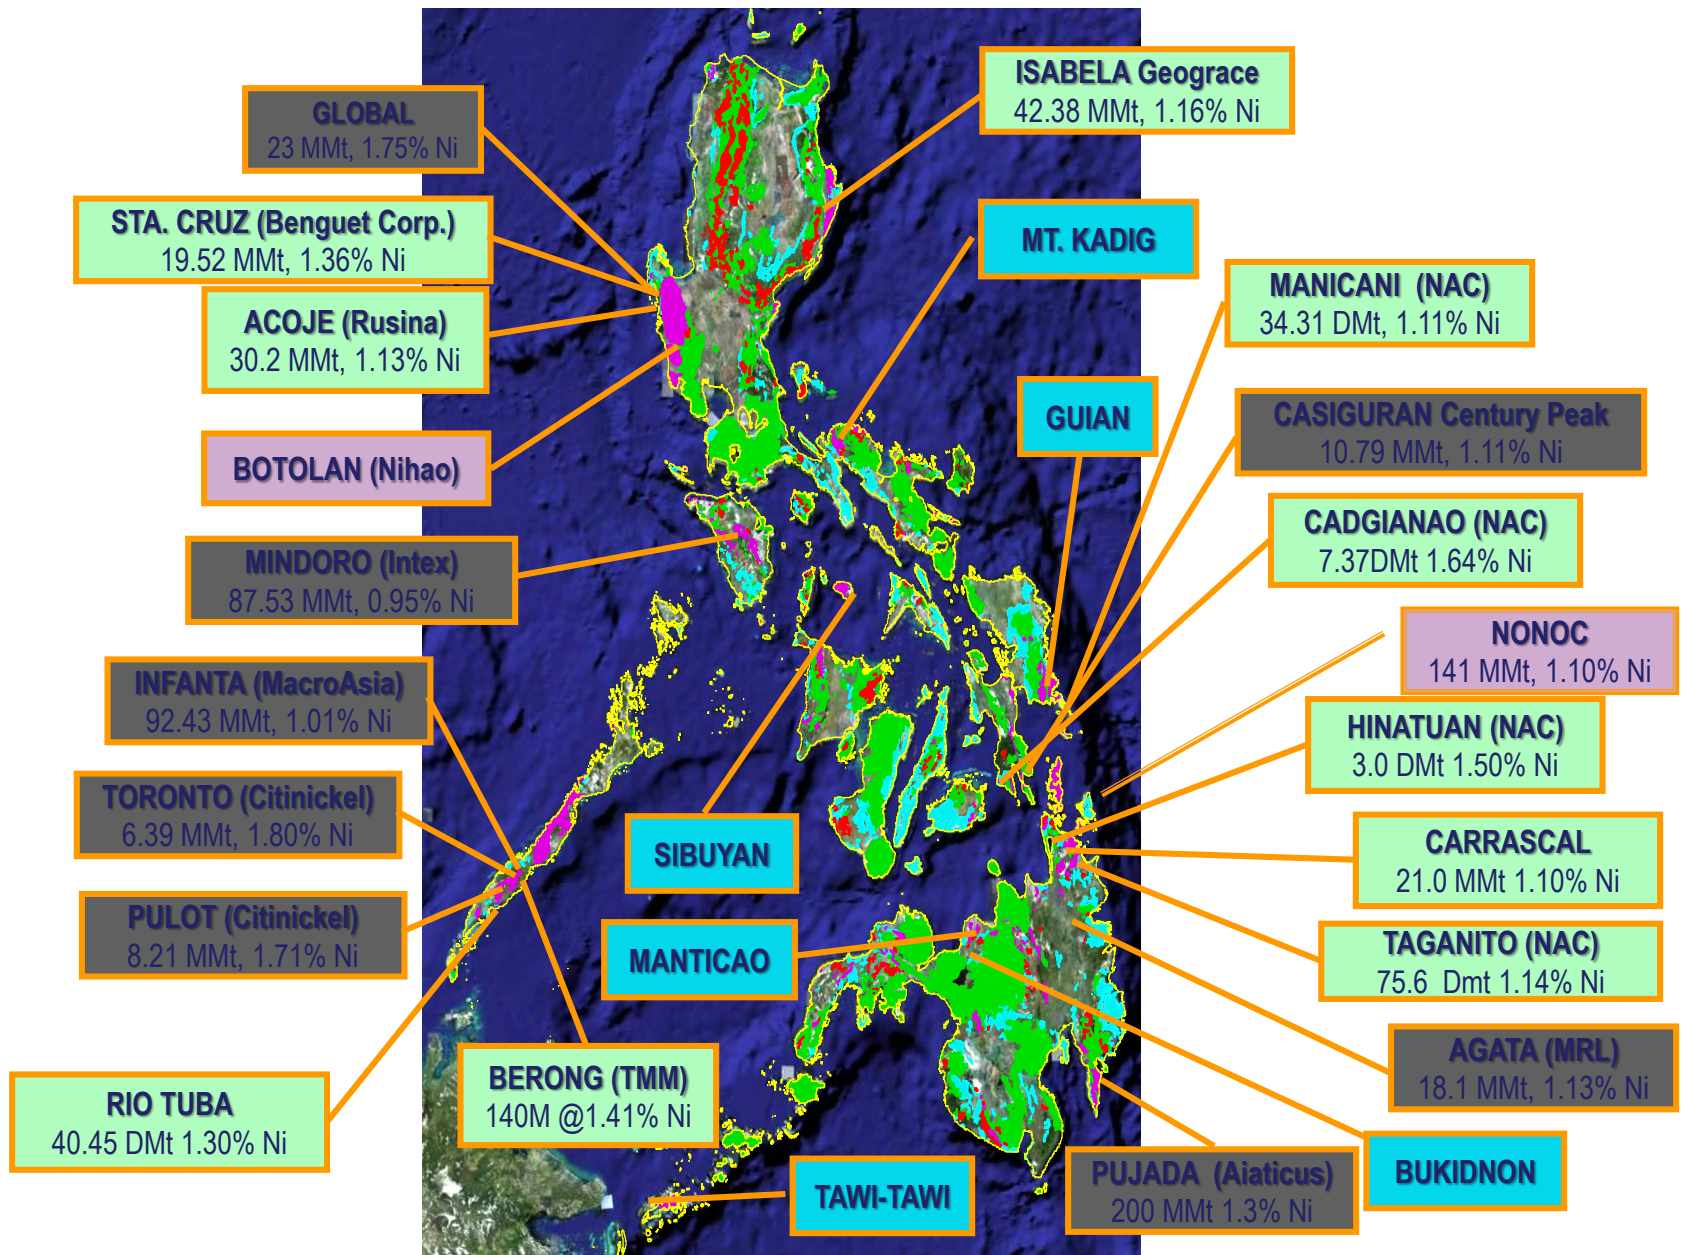 ISABELA Geograce
42.38 MMt, 1.16% Ni
GLOBAL
23 MMt, 1.75% Ni
STA. CRUZ (Benguet Corp.)
19.52 MMt, 1.36% Ni
MT. KADIG
ACOJE (Rusina)
30.2 MMt, 1.13% Ni
MANICANI (NAC)
34.31 DMt, 1.11% Ni
GUIAN
CASIGURAN Century Peak
10.79 MMt, 1.11% Ni
BOTOLAN (Nihao)
CADGIANAO (NAC)
7.37DMt 1.64% Ni
MINDORO (Intex)
87.53 MMt, 0.95% Ni
NONOC
141 MMt, 1.10% Ni
INFANTA (MacroAsia)
92.43 MMt, 1.01% Ni
HINATUAN (NAC)
3.0 DMt 1.50% Ni
TORONTO (Citinickel)
6.39 MMt, 1.80% Ni
SIBUYAN
CARRASCAL
21.0 MMt 1.10% Ni
PULOT (Citinickel)
8.21 MMt, 1.71% Ni
MANTICAO
TAGANITO (NAC)
75.6 Dmt 1.14% Ni
AGATA (MRL)
18.1 MMt, 1.13% Ni
BERONG (TMM)
140M @1.41% Ni
RIO TUBA
40.45 DMt 1.30% Ni
TAWI-TAWI
PUJADA (Aiaticus)
200 MMt 1.3% Ni
BUKIDNON